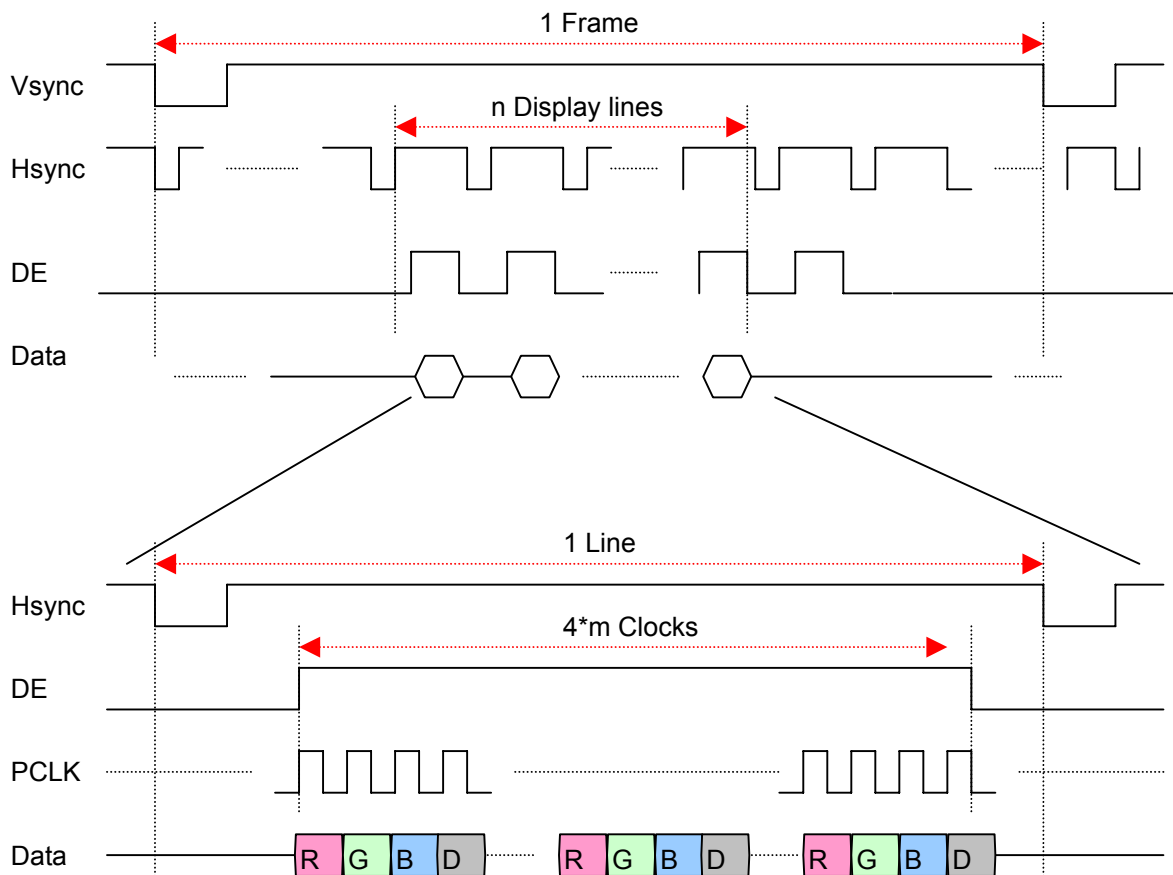 1 Frame
Vsync
n Display lines
Hsync
DE
Data
1 Line
Hsync
4*m Clocks
DE
PCLK
Data R G B D R G B D R G B D